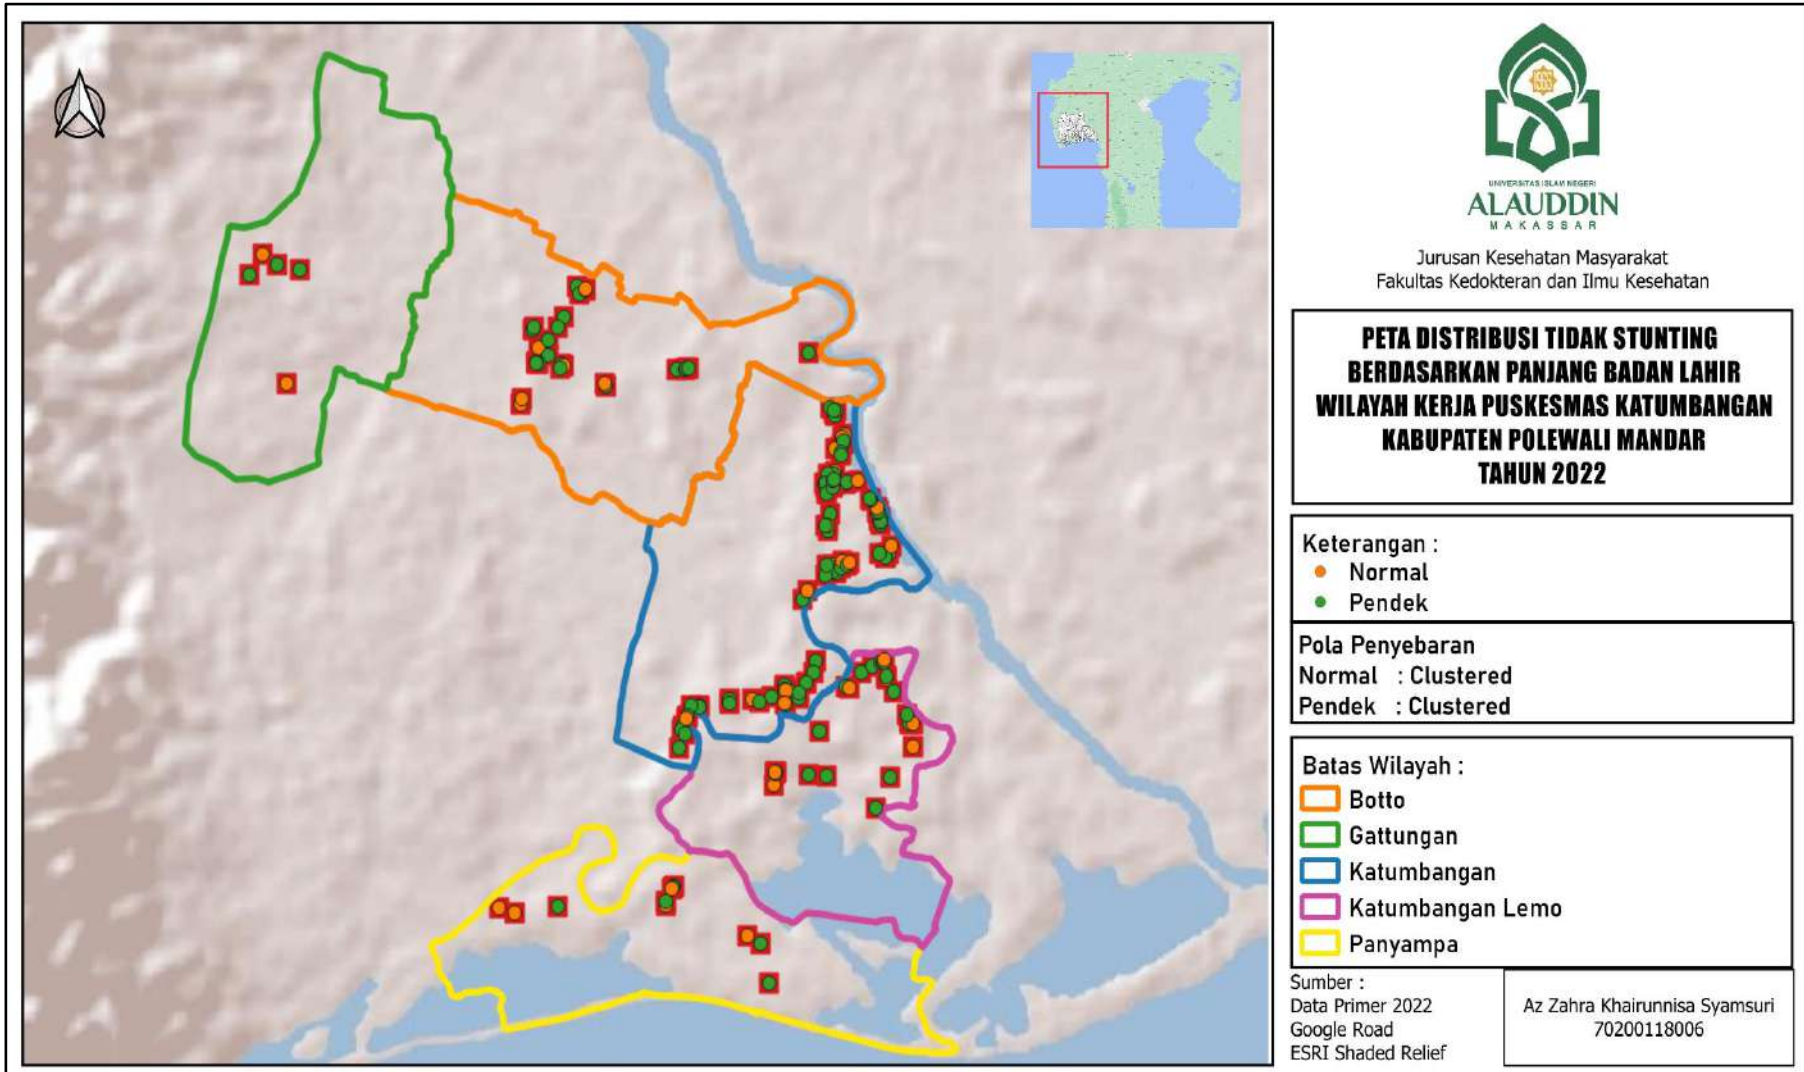 UNIVERSITAS ISLAM NEGERI
ALAUDDIN
MAKASSAR
Jurusan Kesehatan Masyarakat
Fakultas Kedokteran dan Ilmu Kesehatan
PETA DISTRIBUSI TIDAK STUNTING
BERDASARKAN PANJANG BADAN LAHIR
WILAYAH KERJA PUSKESMAS KATUMBANGAN
KABUPATEN POLEWALI MANDAR
TAHUN 2022
Keterangan :
Normal
Pendek
Pola Penyebaran
Normal : Clustered
Pendek : Clustered
Batas Wilayah :
Botto
Gattungan
Katumbangan
Katumbangan Lemo
Panyampa
Sumber :
Data Primer 2022
Google Road
ESRI Shaded Relief
Az Zahra Khairunnisa Syamsuri
70200118006